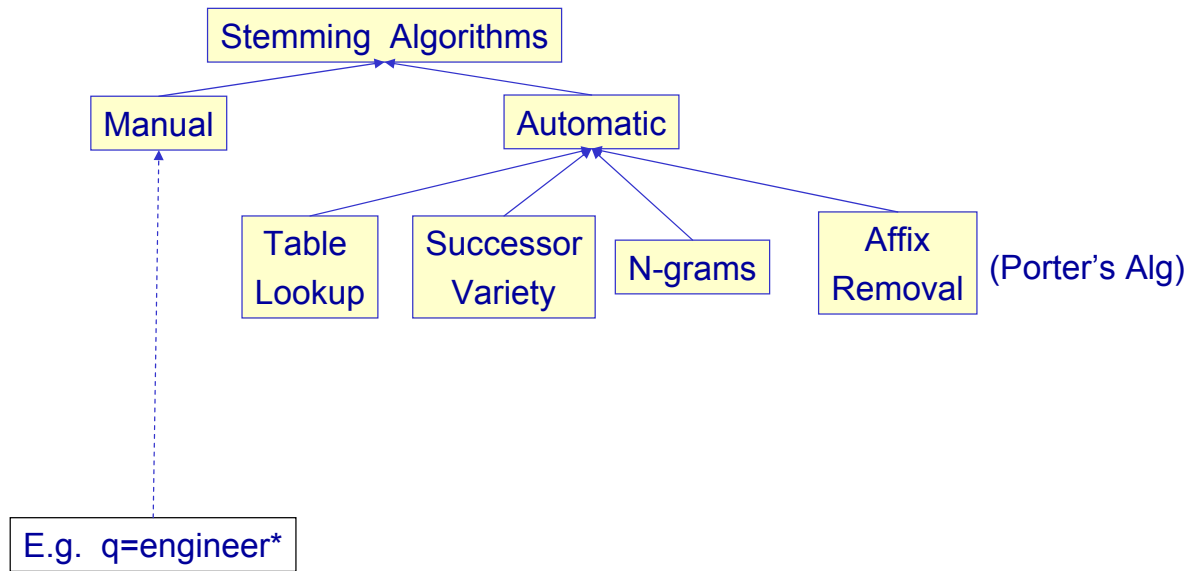 Stemming Algorithms
Manual
Automatic
Table
Lookup
Successor
Variety
N-grams
Affix
Removal
(Porter’s Alg)
E.g. q=engineer*